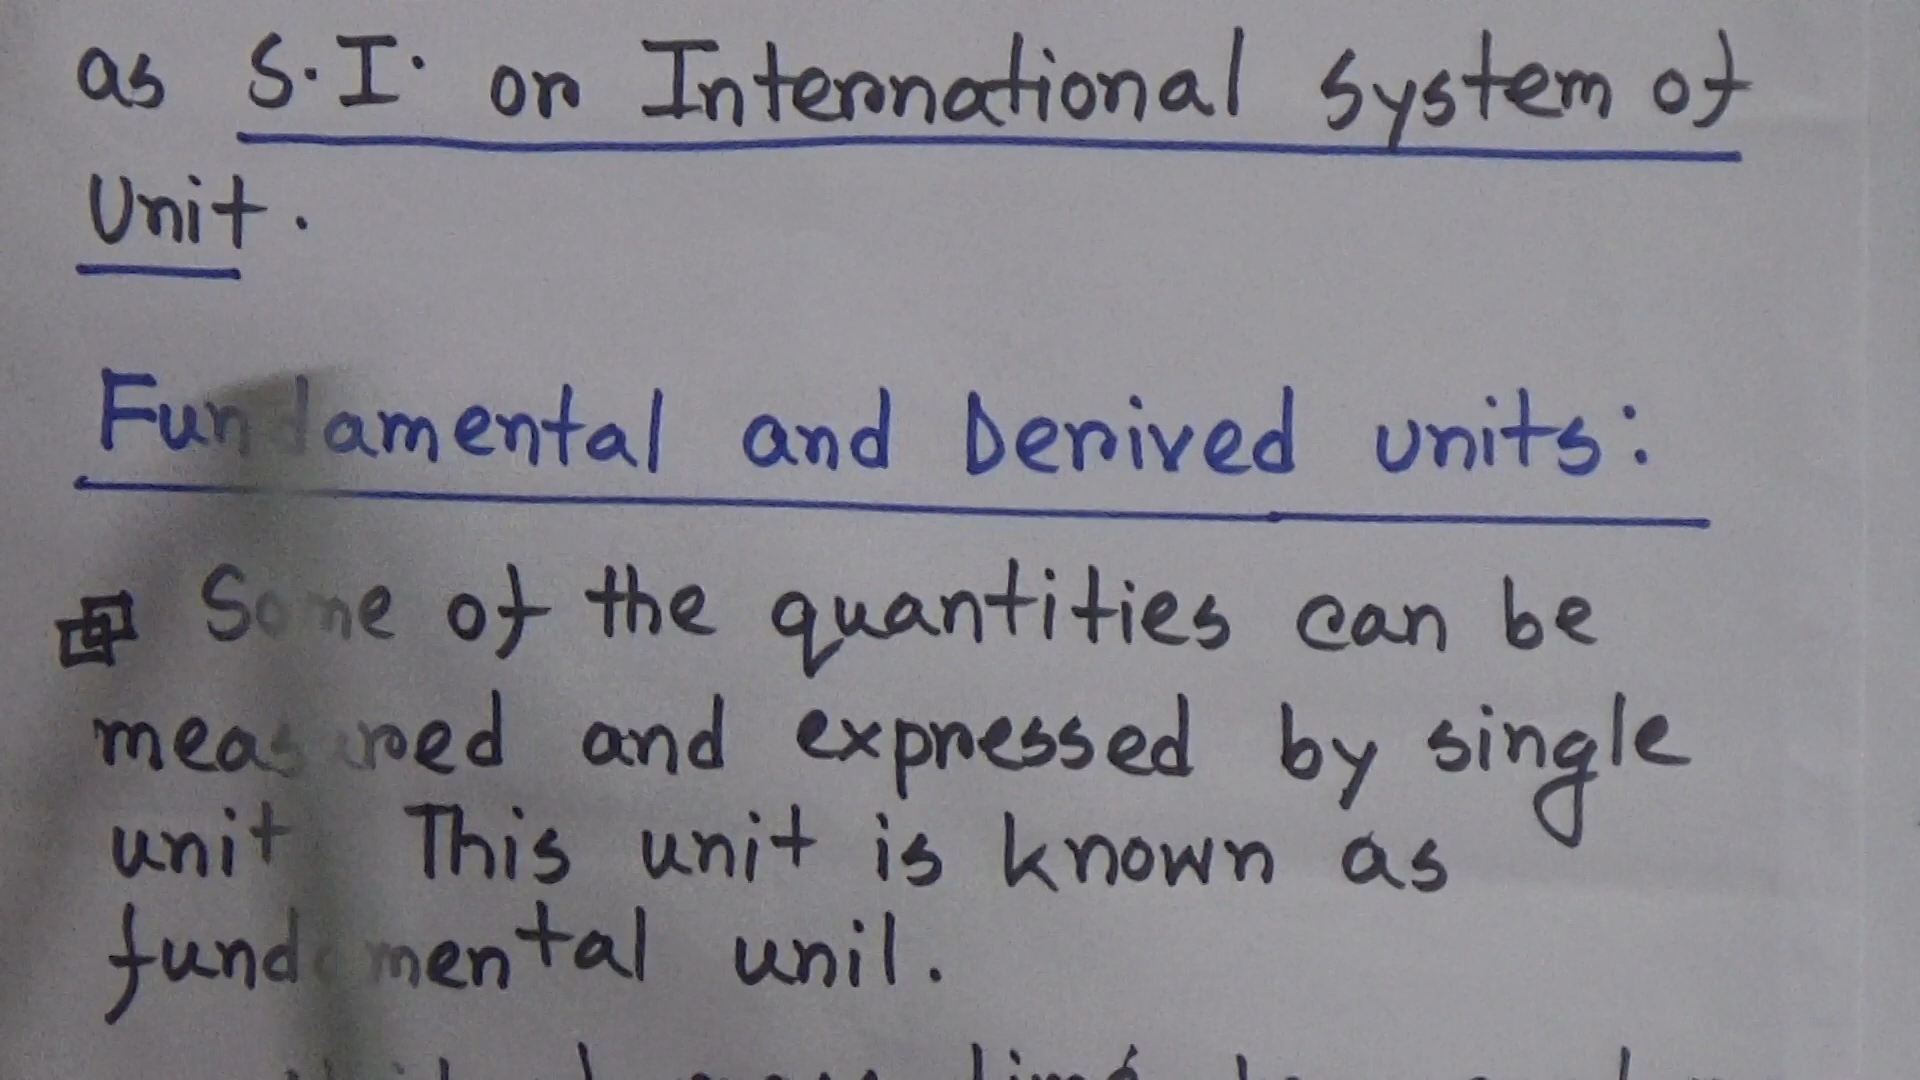 as S.I. or International System of
Unit.
Fundamental and Derived units:
Some of the quantities can be
measured and expressed by single
unit This unit is known as
fundamental unil.